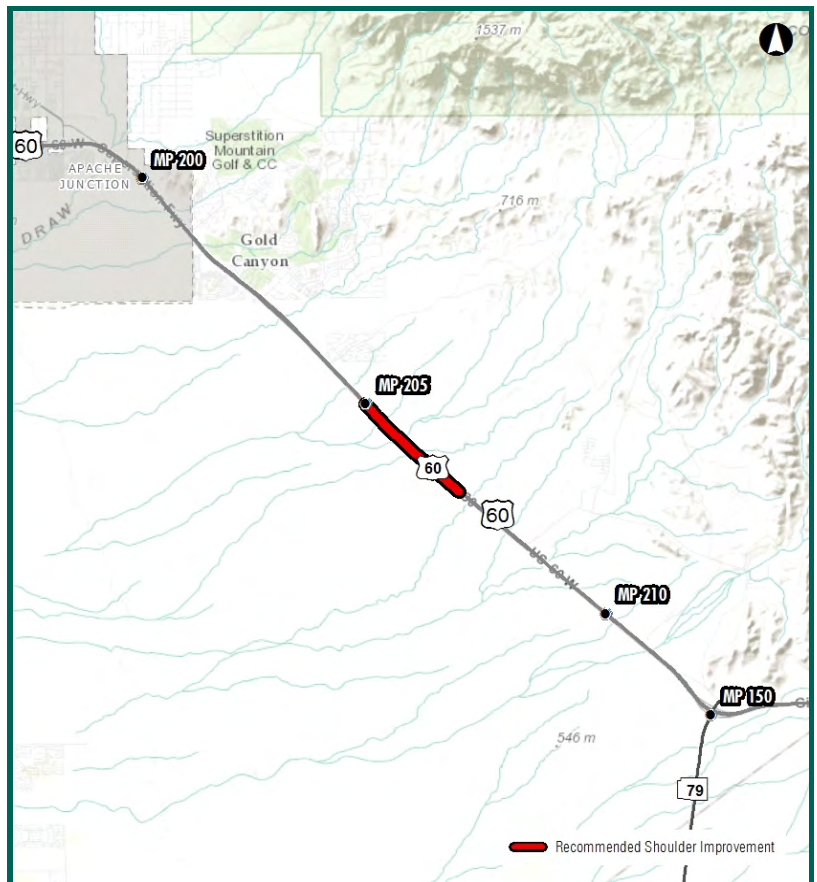 1537 m
60
MP 200
APACHE
JUNCTION
Superstition
Mountain
Golf & CC
DRAW
716 m
Gold
Canyon
MP 205
60
60
US 60 W
MP 210
MP 150
546 m
79
Recommended Shoulder Improvement